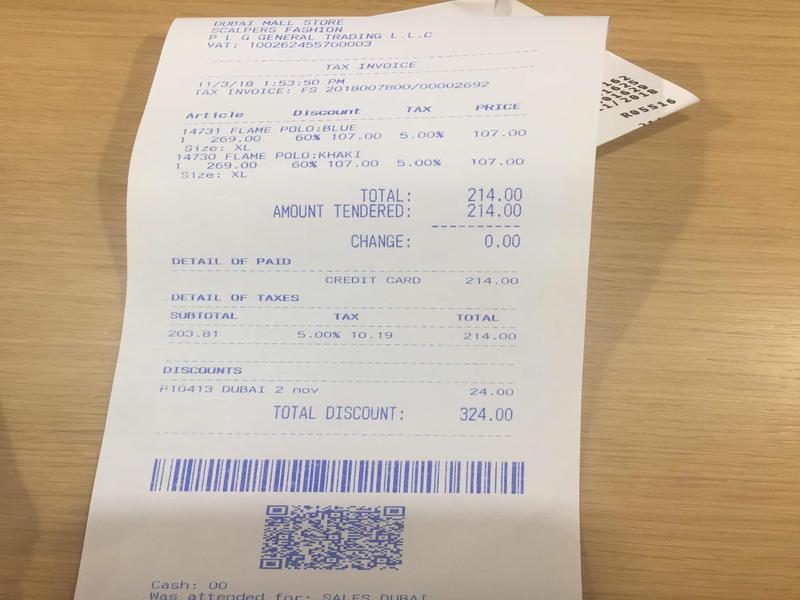 DUBAI MALL STORE
SCALPERS FASHION
P L G GENERAL TRADING L.L.C
VAT: 100262455700003
TAX INVOICE
11/3/18 1:53:50 PM
TAX INVOICE: FS 2018007800/00002692
Article Discount TAX PRICE
14731 FLAME POLO:BLUE
1 269.00 60% 107.00 5.00% 107.00
Size: XL
14730 FLAME POLO:KHAKI
1 269.00 60% 107.00 5.00% 107.00
Size: XL
TOTAL: 214.00
AMOUNT TENDERED: 214.00
CHANGE: 0.00
DETAIL OF PAID
CREDIT CARD 214.00
DETAIL OF TAXES
SUBTOTAL TAX TOTAL
203.81 5.00% 10.19 214.00
DISCOUNTS
P10413 DUBAI 2 nov 24.00
TOTAL DISCOUNT: 324.00
Cash: 00
Was attended for: SALES DUBAI
R05516